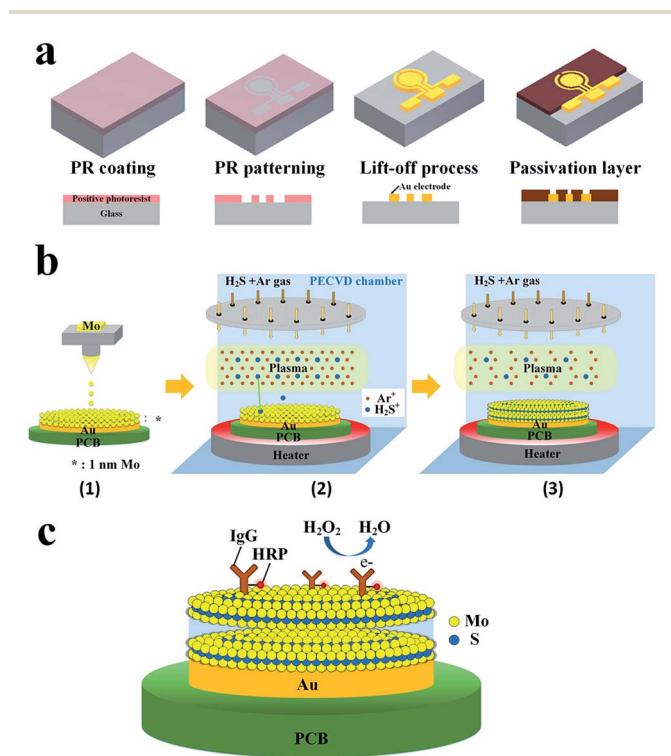 a
PR coating
PR patterning
Lift-off process
Passivation layer
Au electrode
Positive photoresist
Glass
b
H₂S +Ar gas
PECVD chamber
H₂S +Ar gas
Mo
Plasma
Plasma
Ar⁺
H₂S⁺
*
Au
PCB
PCB
PCB
Au
Au
Heater
Heater
* : 1 nm Mo
(1)
(2)
(3)
c
IgG
HRP
H₂O₂
H₂O
e-
Mo
S
Au
PCB